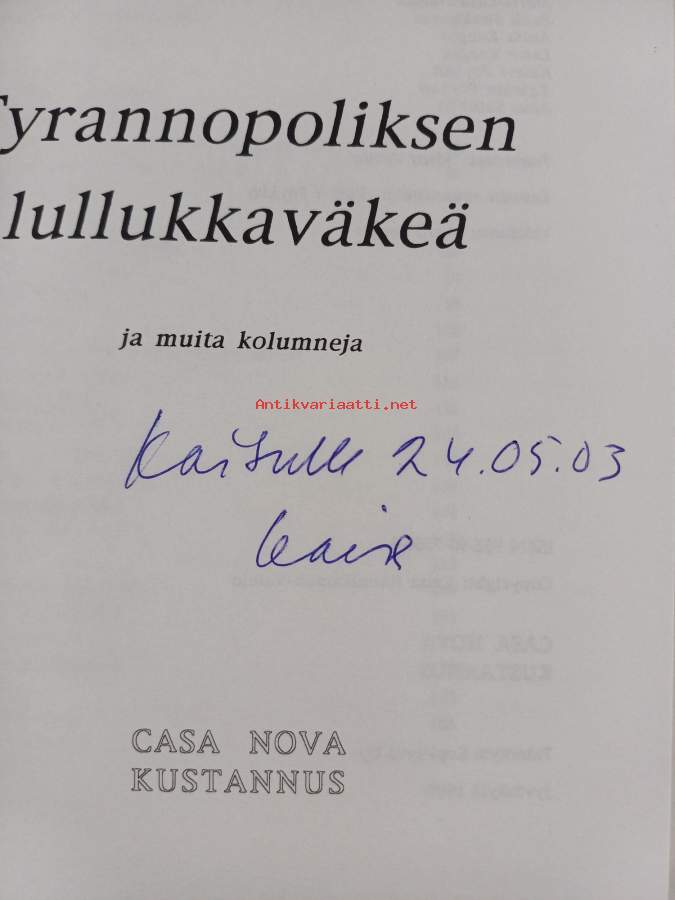 Tyrannopoliksen
lullukkaväkeä
ja muita kolumneja
Antikvariaatti.net
Kaisulle 24.05.03
CASA NOVA
KUSTANNUS